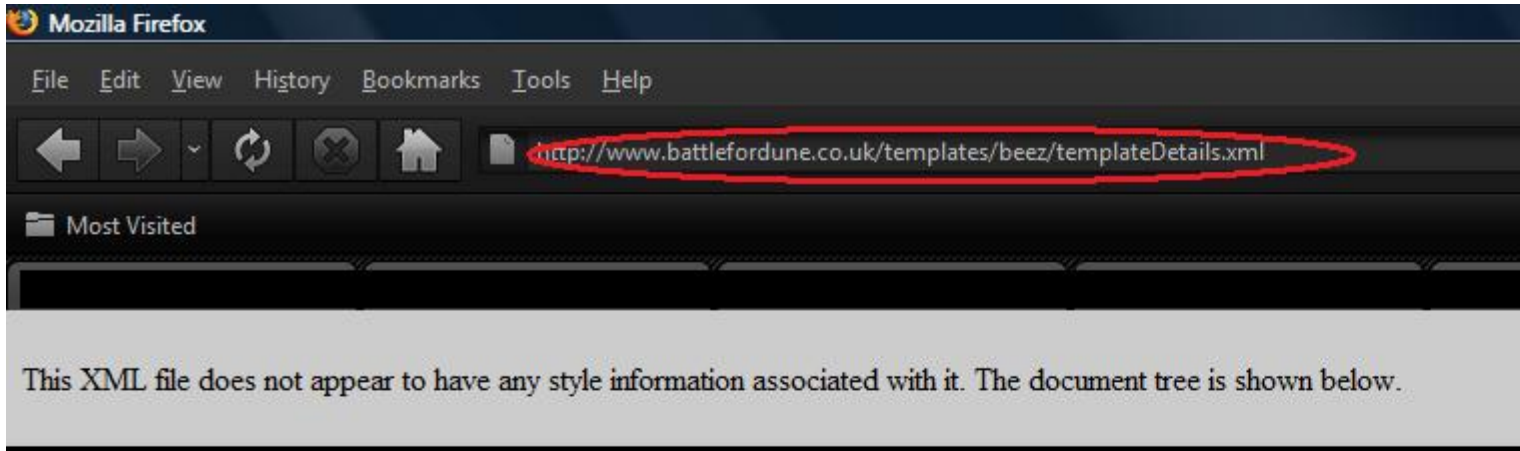 Mozilla Firefox
File Edit View History Bookmarks Tools Help
http://www.battlefordune.co.uk/templates/beez/templateDetails.xml
Most Visited
This XML file does not appear to have any style information associated with it. The document tree is shown below.